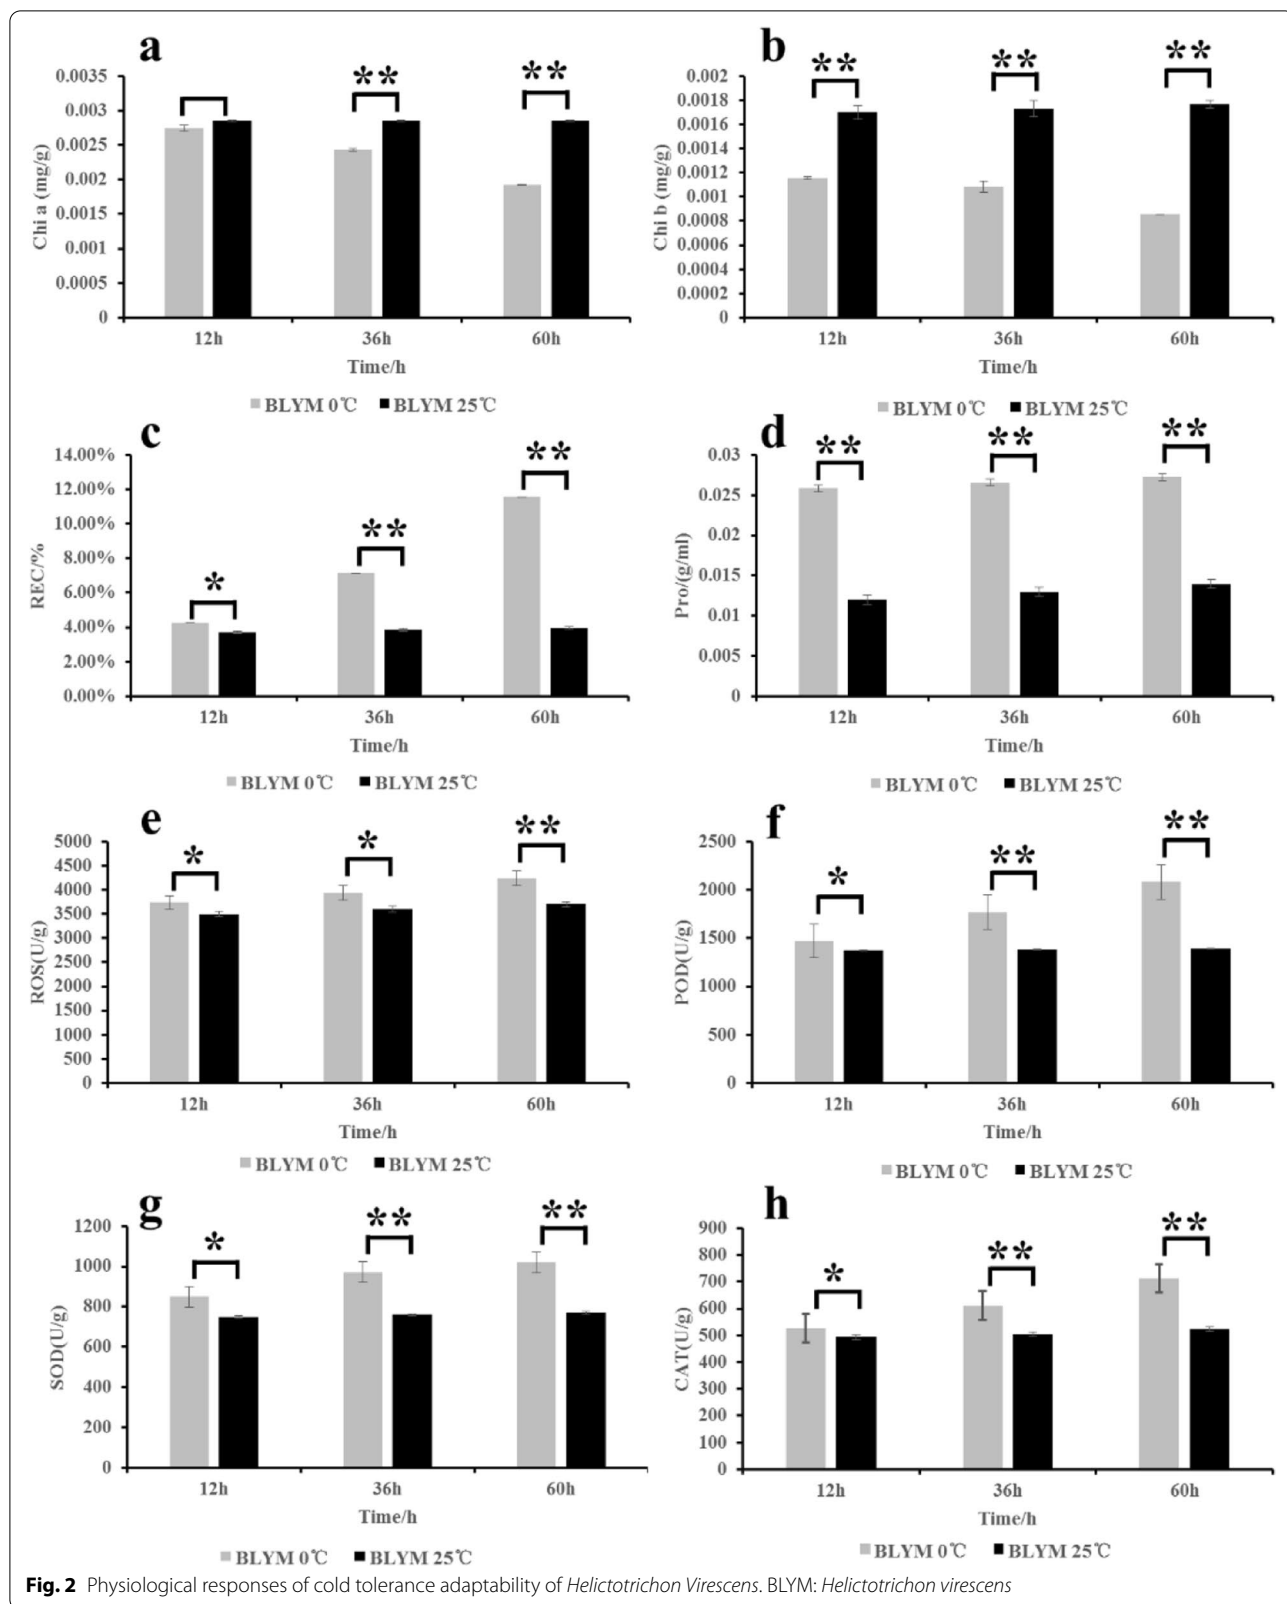 a
**
**
0.0035
0.003
0.0025
0.002
0.0015
0.001
0.0005
0
Chi a (mg/g)
12h 36h 60h
Time/h
BLYM 0℃ BLYM 25℃
b
**
**
**
0.002
0.0018
0.0016
0.0014
0.0012
0.001
0.0008
0.0006
0.0004
0.0002
0
Chi b (mg/g)
12h 36h 60h
Time/h
BLYM 0℃ BLYM 25℃
c
*
**
**
14.00%
12.00%
10.00%
8.00%
6.00%
4.00%
2.00%
0.00%
REC/%
12h 36h 60h
Time/h
BLYM 0℃ BLYM 25℃
d
**
**
**
0.03
0.025
0.02
0.015
0.01
0.005
0
Pro/(g/ml)
12h 36h 60h
Time/h
BLYM 0℃ BLYM 25℃
e
*
*
**
5000
4500
4000
3500
3000
2500
2000
1500
1000
500
0
ROS(U/g)
12h 36h 60h
Time/h
BLYM 0℃ BLYM 25℃
f
*
**
**
2500
2000
1500
1000
500
0
POD(U/g)
12h 36h 60h
Time/h
BLYM 0℃ BLYM 25℃
g
*
**
**
1200
1000
800
600
400
200
0
SOD(U/g)
12h 36h 60h
Time/h
BLYM 0℃ BLYM 25℃
h
*
**
**
900
800
700
600
500
400
300
200
100
0
CAT(U/g)
12h 36h 60h
Time/h
BLYM 0℃ BLYM 25℃
Fig. 2 Physiological responses of cold tolerance adaptability of Helictotrichon Virescens. BLYM: Helictotrichon virescens